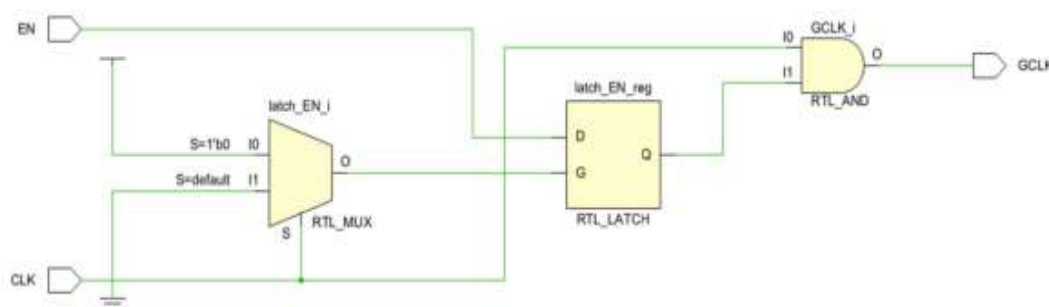 EN
GCLK_i
I0
O
GCLK
I1
RTL_AND
latch_EN_reg
latch_EN_i
D
Q
G
RTL_LATCH
S=1'b0
I0
O
S=default
I1
RTL_MUX
S
CLK